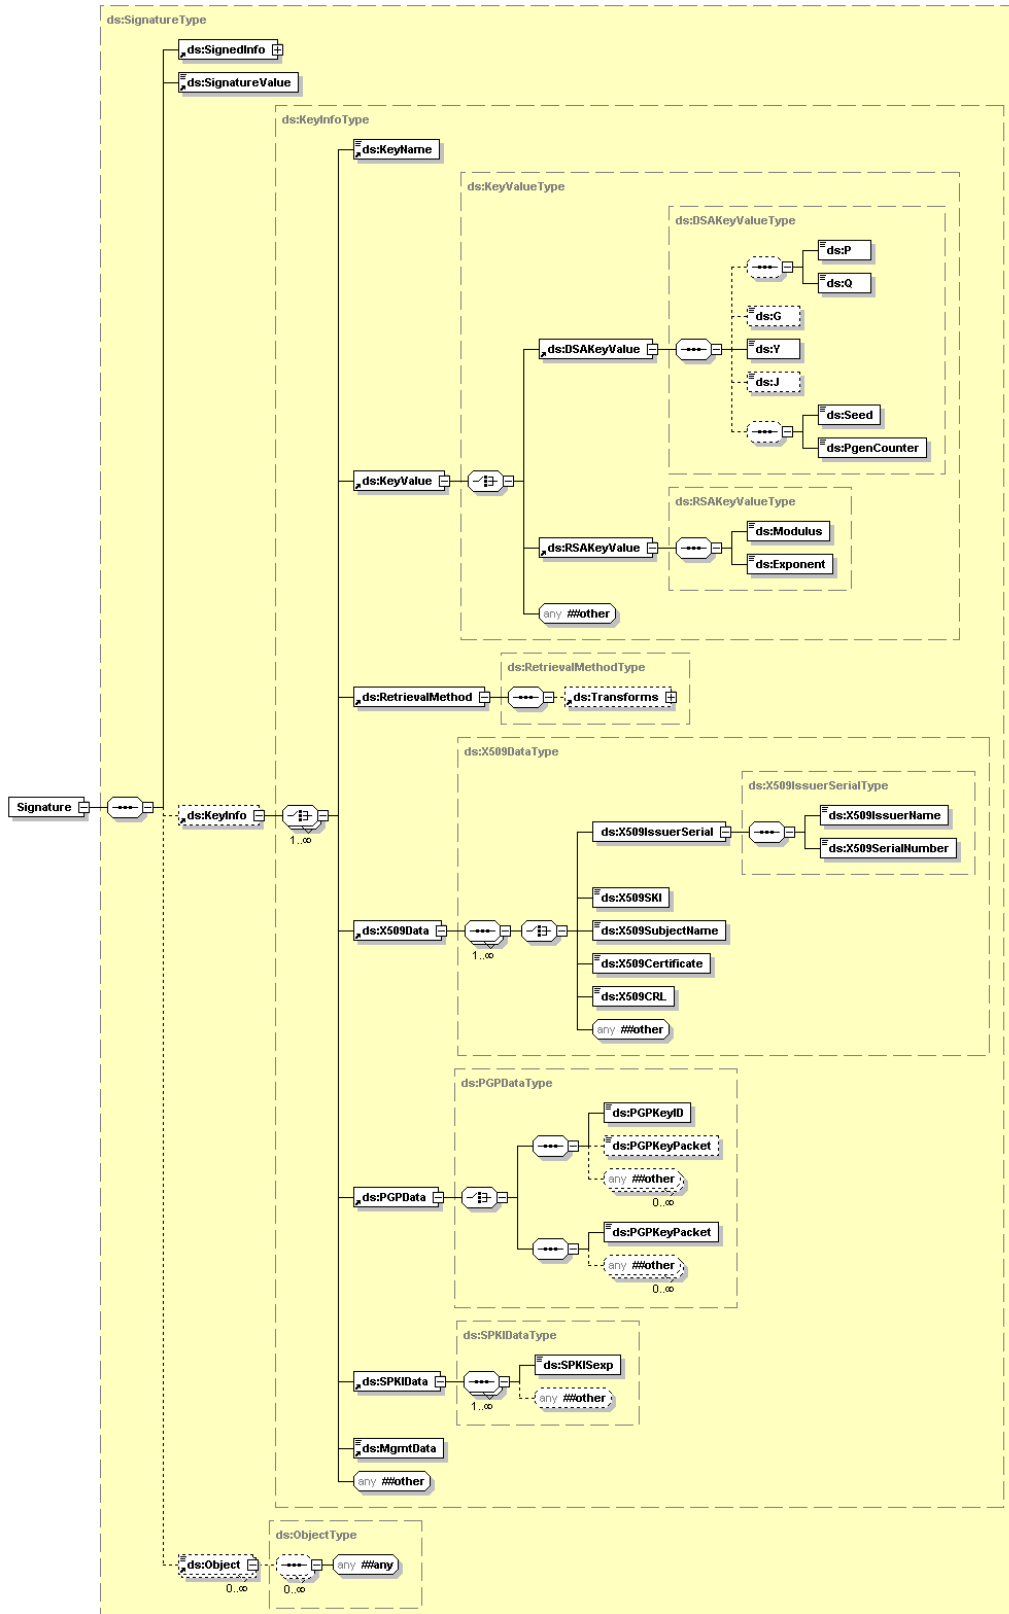 ds:SignatureType
ds:SignedInfo
ds:SignatureValue
ds:KeyInfoType
ds:KeyName
ds:KeyValueType
ds:DSAKeyValueType
ds:P
ds:Q
ds:G
ds:DSAKeyValue
ds:Y
ds:J
ds:Seed
ds:PgenCounter
ds:KeyValue
ds:RSAKeyValueType
ds:Modulus
ds:RSAKeyValue
ds:Exponent
any ##other
ds:RetrievalMethodType
ds:RetrievalMethod
ds:Transforms
ds:X509DataType
ds:X509IssuerSerialType
Signature
ds:KeyInfo
1..∞
ds:X509IssuerName
ds:X509IssuerSerial
ds:X509SerialNumber
ds:X509SKI
ds:X509Data
1..∞
ds:X509SubjectName
ds:X509Certificate
ds:X509CRL
any ##other
ds:PGPDataType
ds:PGPKeyID
ds:PGPKeyPacket
any ##other
0..∞
ds:PGPData
ds:PGPKeyPacket
any ##other
0..∞
ds:SPKIDataType
ds:SPKISexp
ds:SPKIData
1..∞
any ##other
ds:MgmtData
any ##other
ds:ObjectType
ds:Object
0..∞
0..∞
any ##any